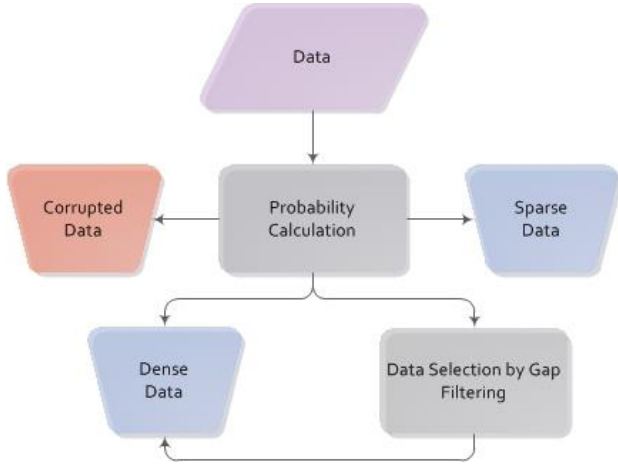 Data
Corrupted
Data
Probability
Calculation
Sparse
Data
Dense
Data
Data Selection by Gap
Filtering